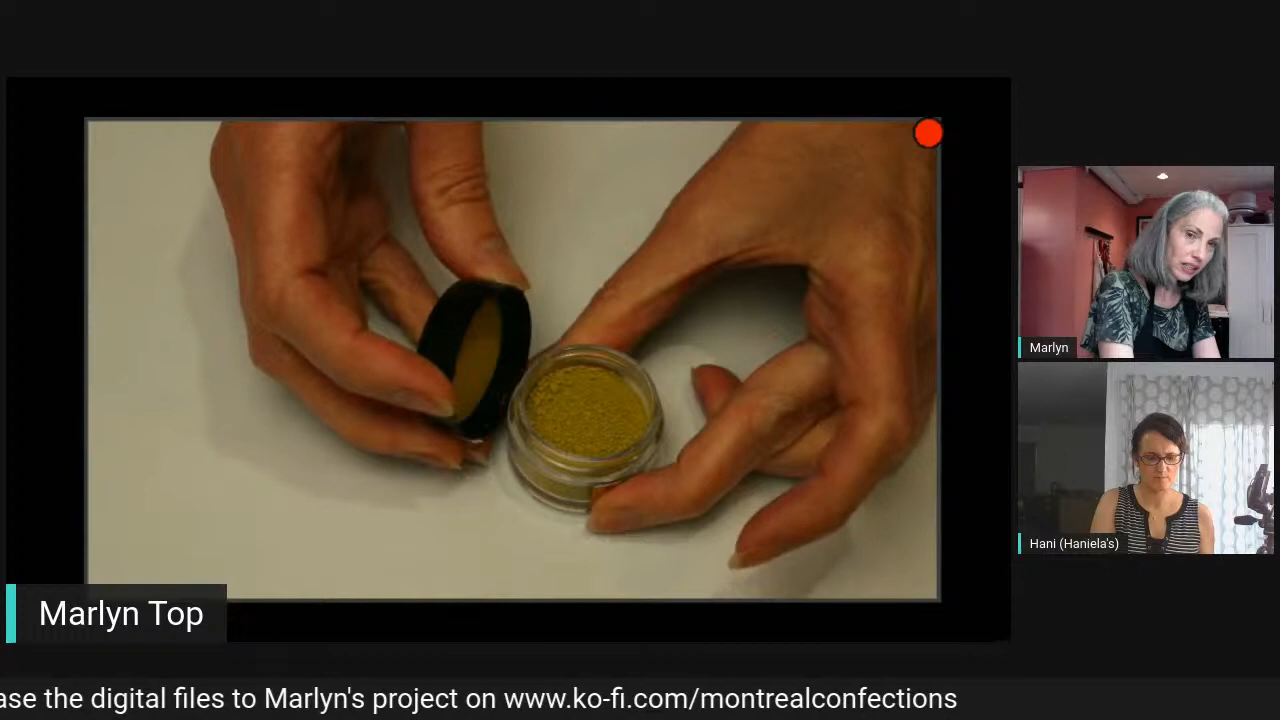 Marlyn
Hani (Haniela's)
Marlyn Top
ase the digital files to Marlyn's project on www.ko-fi.com/montrealconfections